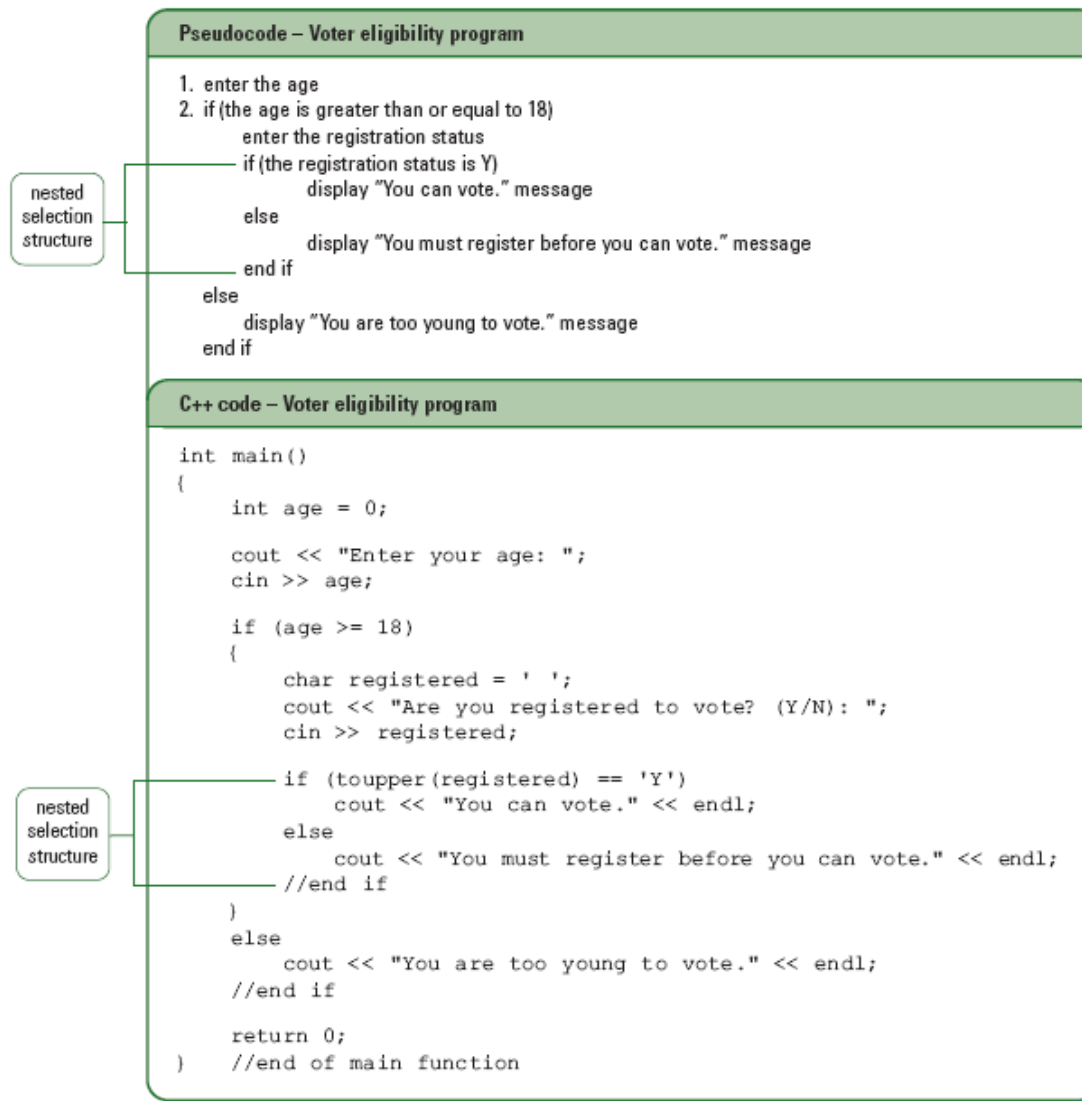 Pseudocode – Voter eligibility program
1. enter the age
2. if (the age is greater than or equal to 18)
enter the registration status
if (the registration status is Y)
display "You can vote." message
else
display "You must register before you can vote." message
end if
else
display "You are too young to vote." message
end if
nested
selection
structure
C++ code – Voter eligibility program
int main()
{
int age = 0;
cout << "Enter your age: ";
cin >> age;
if (age >= 18)
{
char registered = ' ';
cout << "Are you registered to vote? (Y/N): ";
cin >> registered;
if (toupper(registered) == 'Y')
cout << "You can vote." << endl;
else
cout << "You must register before you can vote." << endl;
//end if
}
else
cout << "You are too young to vote." << endl;
//end if
return 0;
} //end of main function
nested
selection
structure